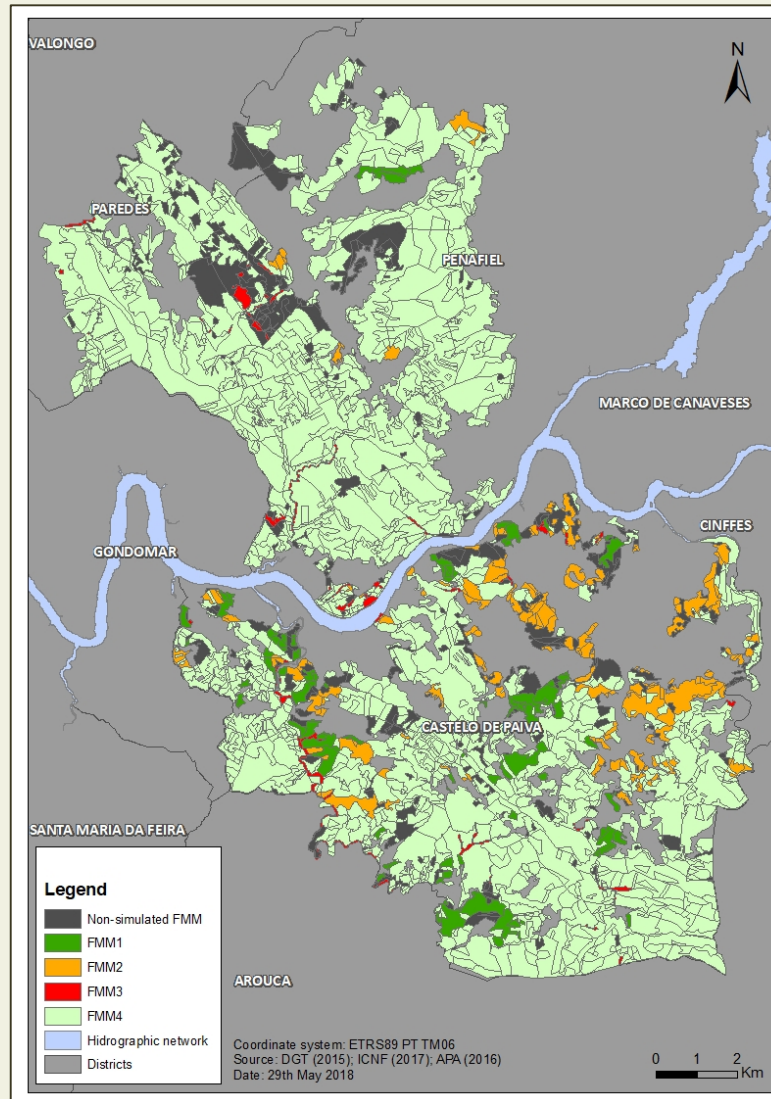 VALONGO
N
PAREDES
PENAFIEL
MARCO DE CANAVESES
CINFFES
GONDOMAR
CASTELO DE PAIVA
SANTA MARIA DA FEIRA
Legend
Non-simulated FMM
FMM1
FMM2
FMM3
FMM4
Hidrographic network
Districts
AROUCA
Coordinate system: ETRS89 PT TM06
Source: DGT (2015); ICNF (2017); APA (2016)
Date: 29th May 2018
0 1 2
Km